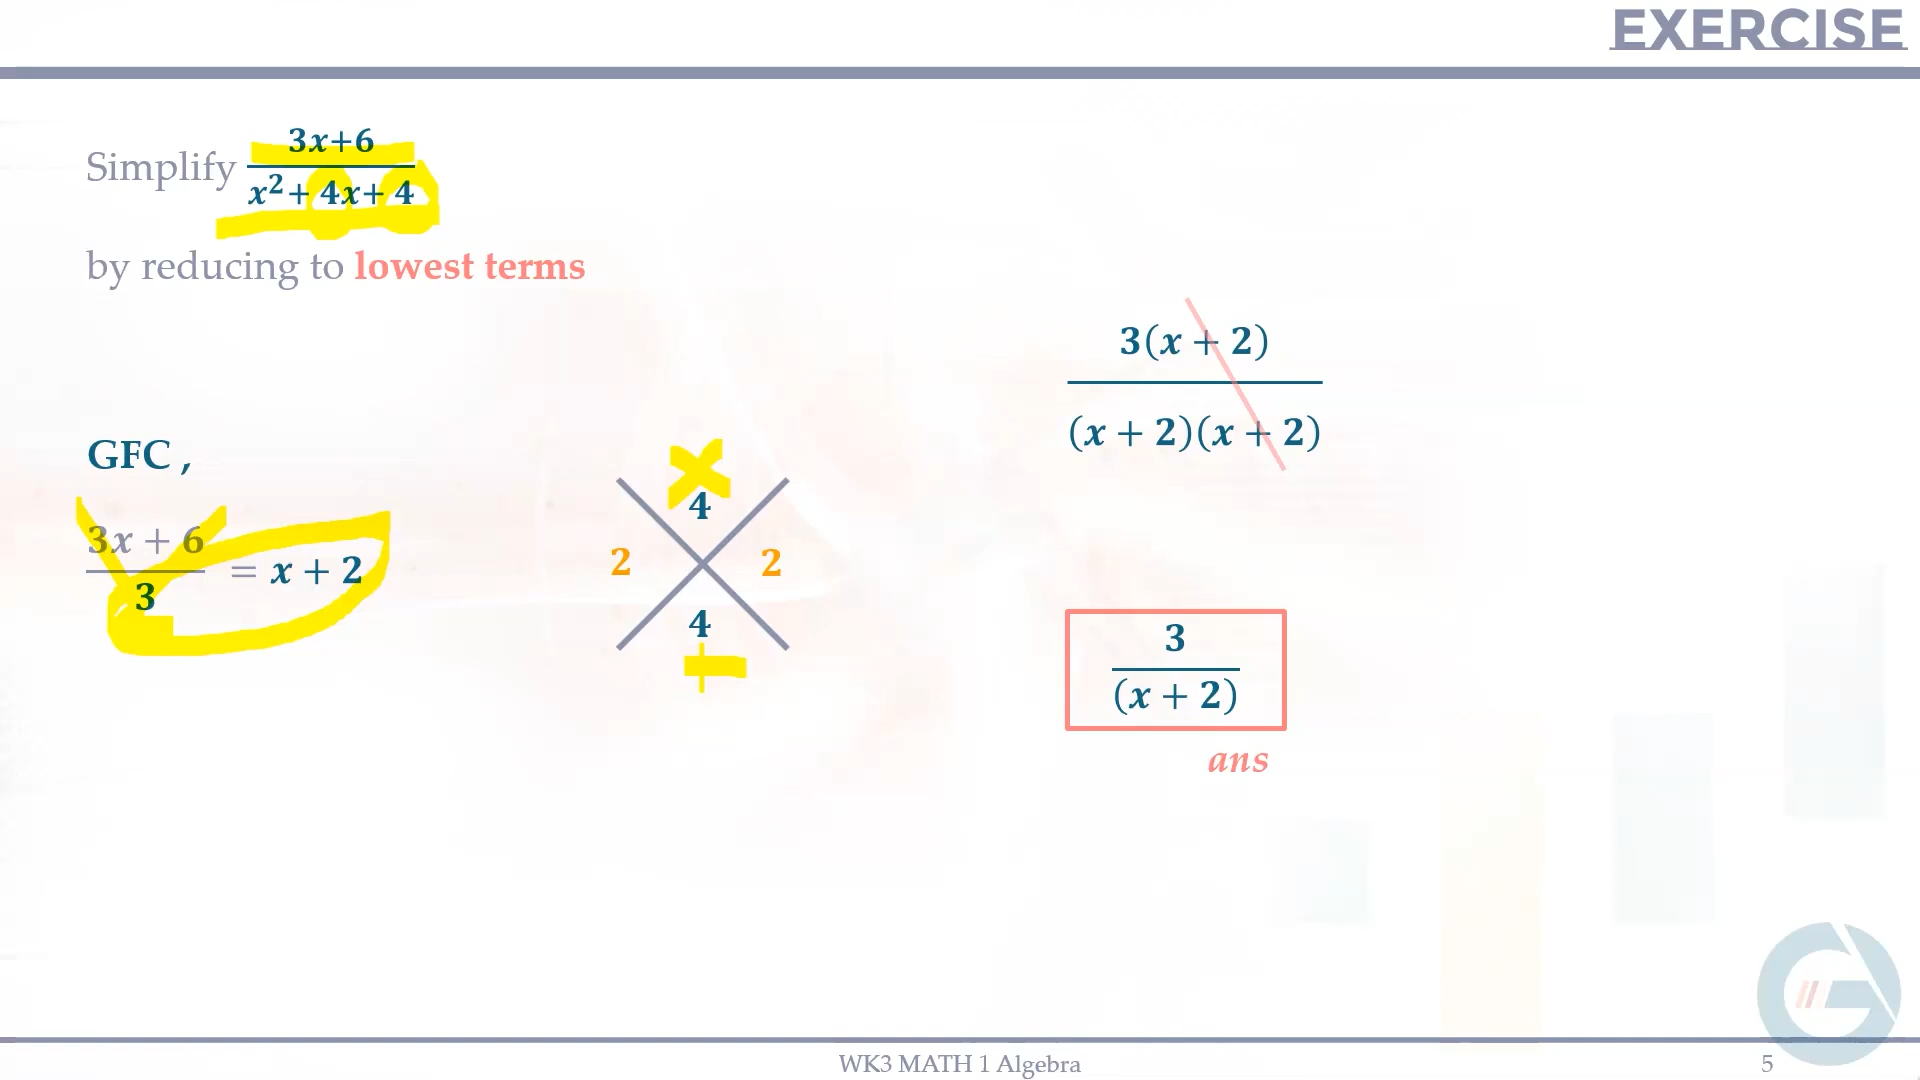 EXERCISE
Simplify (3x+6)/(x²+ 4x+ 4)
by reducing to lowest terms
GFC ,
(3x + 6)/3 = x + 2
4
2 2
4
+
3(x + 2)
(x + 2)(x + 2)
3
(x + 2)
ans
WK3 MATH 1 Algebra 5